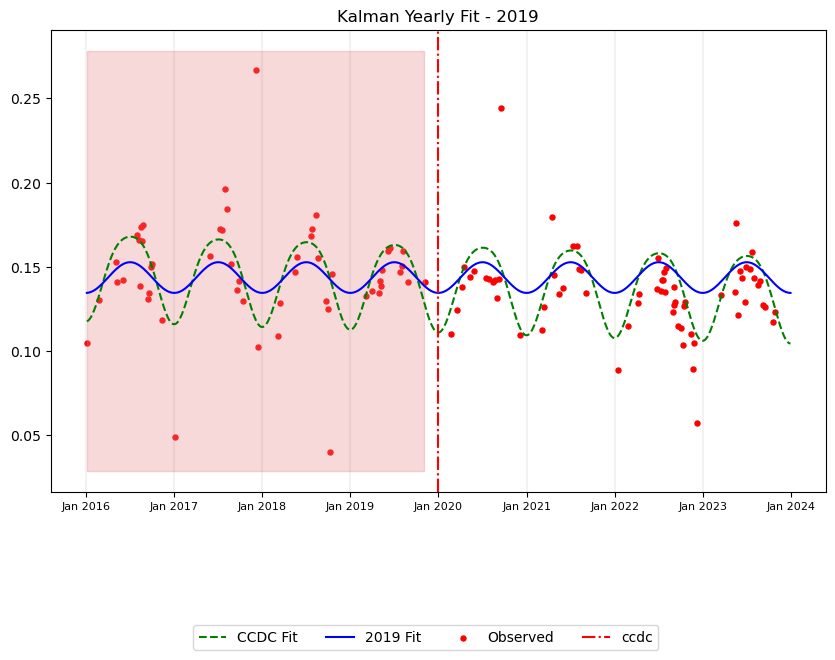 Kalman Yearly Fit - 2019
0.25
0.20
0.15
0.10
0.05
Jan 2016 Jan 2017 Jan 2018 Jan 2019 Jan 2020 Jan 2021 Jan 2022 Jan 2023 Jan 2024
CCDC Fit 2019 Fit Observed ccdc